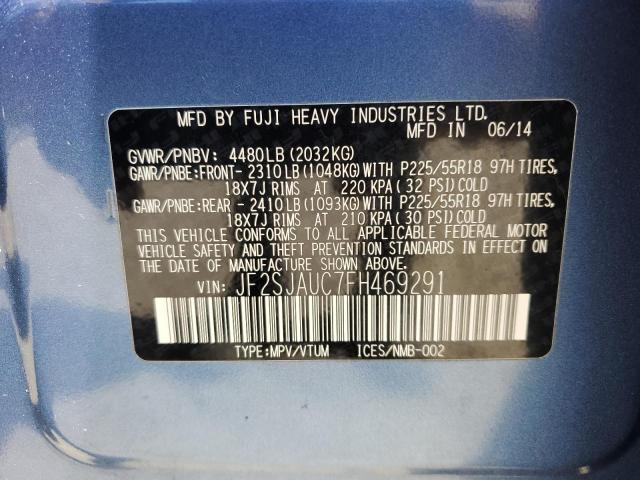 MFD BY FUJI HEAVY INDUSTRIES LTD.
MFD IN 06/14
GVWR/PNBV: 4480LB(2032KG)
GAWR/PNBE:FRONT- 2310LB(1048KG)WITH P225/55R18 97H TIRES,
18X7J RIMS AT 220 KPA( 32 PSI)COLD
GAWR/PNBE:REAR - 2410LB(1093KG)WITH P225/55R18 97H TIRES,
18X7J RIMS AT 210 KPA( 30 PSI)COLD
THIS VEHICLE CONFORMS TO ALL APPLICABLE FEDERAL MOTOR
VEHICLE SAFETY AND THEFT PREVENTION STANDARDS IN EFFECT
ON THE DATE OF MANUFACTURE SHOWN ABOVE.
VIN: JF2SJAUC7FH469291
TYPE:MPV/VTUM ICES/NMB-002